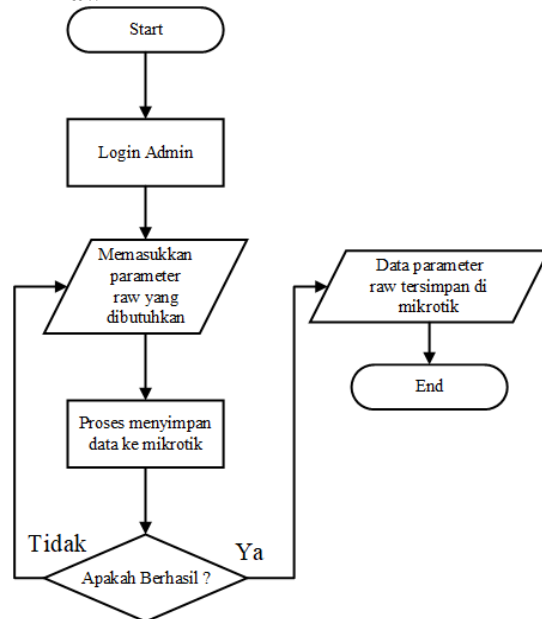 Start
Login Admin
Memasukkan
parameter
raw yang
dibutuhkan
Proses menyimpan
data ke mikrotik
Apakah Berhasil ?
Tidak
Ya
Data parameter
raw tersimpan di
mikrotik
End